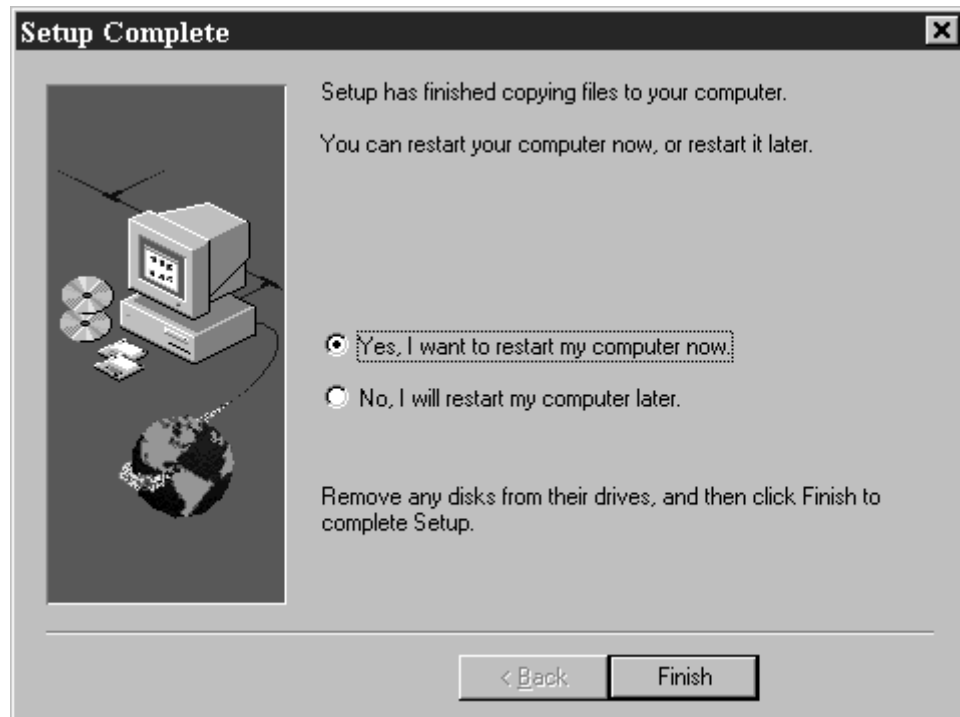 Setup Complete
Setup has finished copying files to your computer.
You can restart your computer now, or restart it later.
Yes, I want to restart my computer now.
No, I will restart my computer later.
Remove any disks from their drives, and then click Finish to
complete Setup.
< Back
Finish